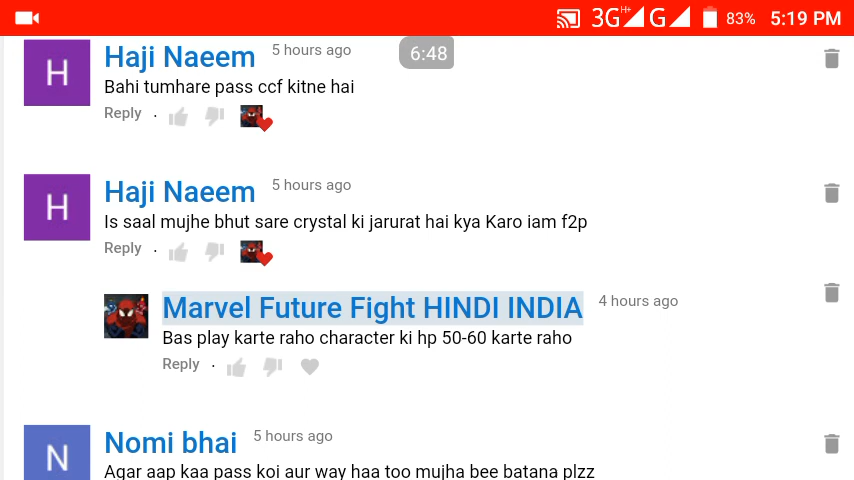 3G H+ G 83% 5:19 PM
H Haji Naeem 5 hours ago
6:48
Bahi tumhare pass ccf kitne hai
Reply .
H Haji Naeem 5 hours ago
Is saal mujhe bhut sare crystal ki jarurat hai kya Karo iam f2p
Reply .
Marvel Future Fight HINDI INDIA 4 hours ago
Bas play karte raho character ki hp 50-60 karte raho
Reply .
N Nomi bhai 5 hours ago
Agar aap kaa pass koi aur way haa too mujha bee batana plzz